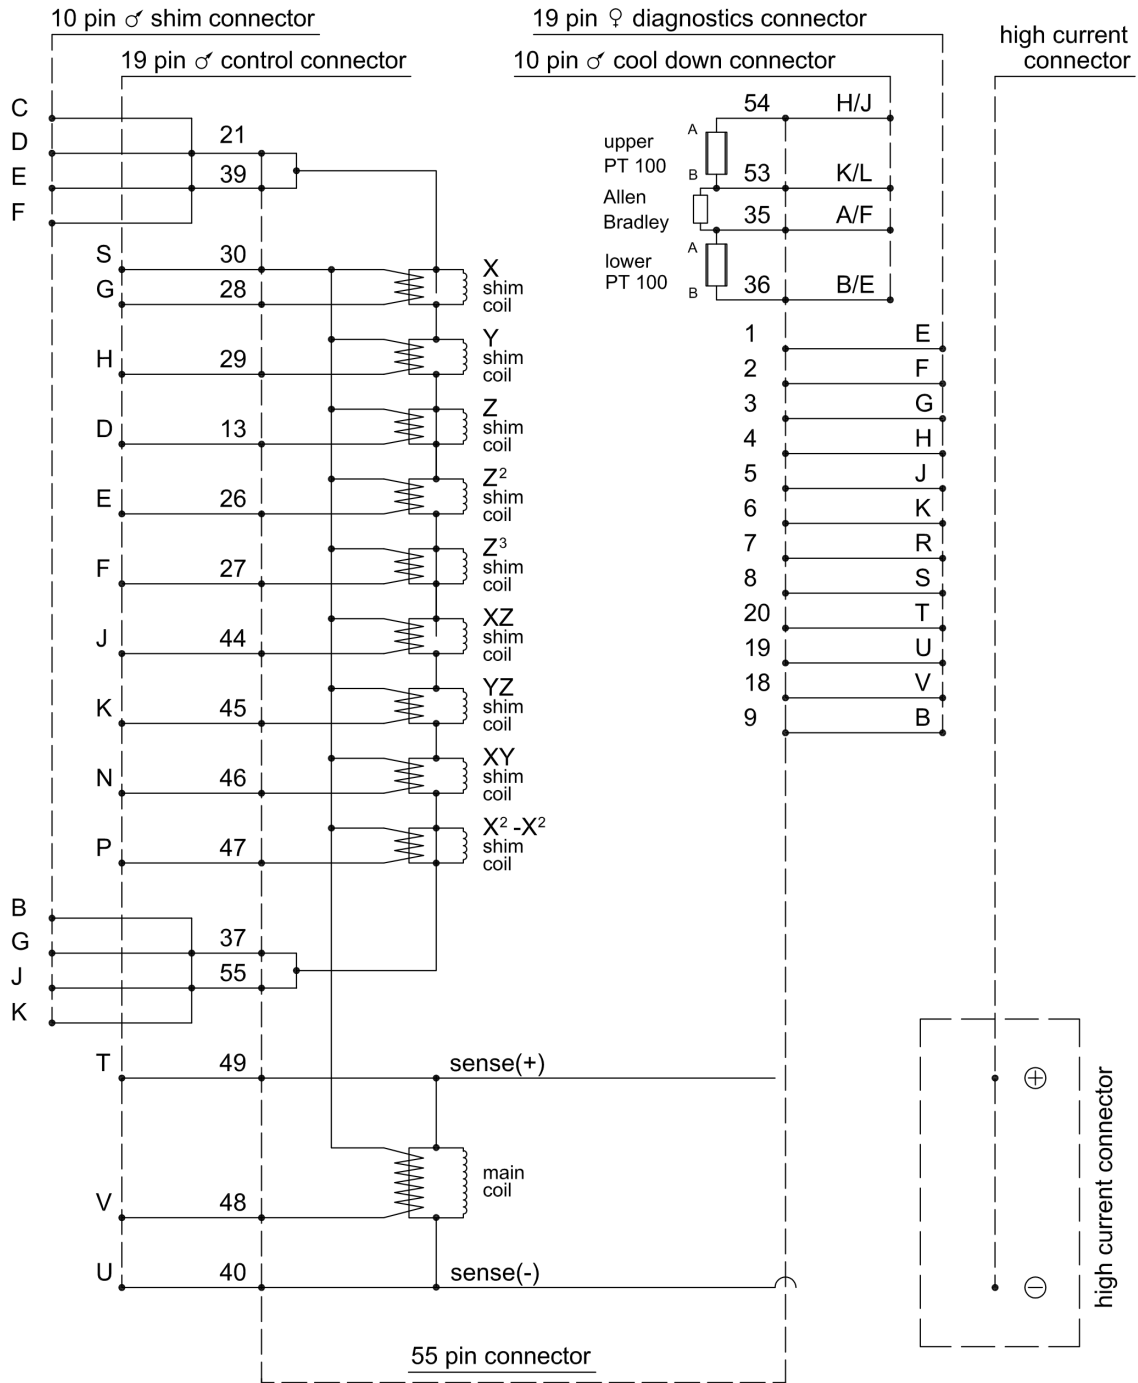 10 pin ♂ shim connector
19 pin ♂ control connector
19 pin ♀ diagnostics connector
10 pin ♂ cool down connector
high current
connector
C
D 21
E 39
F
S 30
G 28
X
shim
coil
H 29
Y
shim
coil
D 13
Z
shim
coil
E 26
Z²
shim
coil
F 27
Z³
shim
coil
J 44
XZ
shim
coil
K 45
YZ
shim
coil
N 46
XY
shim
coil
P 47
X² -X²
shim
coil
B
G 37
J 55
K
T 49 sense(+)
main
coil
V 48
U 40 sense(-)
54 H/J
A
upper
PT 100
B
53 K/L
Allen
Bradley
35 A/F
A
lower
PT 100
B
36 B/E
1 E
2 F
3 G
4 H
5 J
6 K
7 R
8 S
20 T
19 U
18 V
9 B
+
−
high current connector
55 pin connector